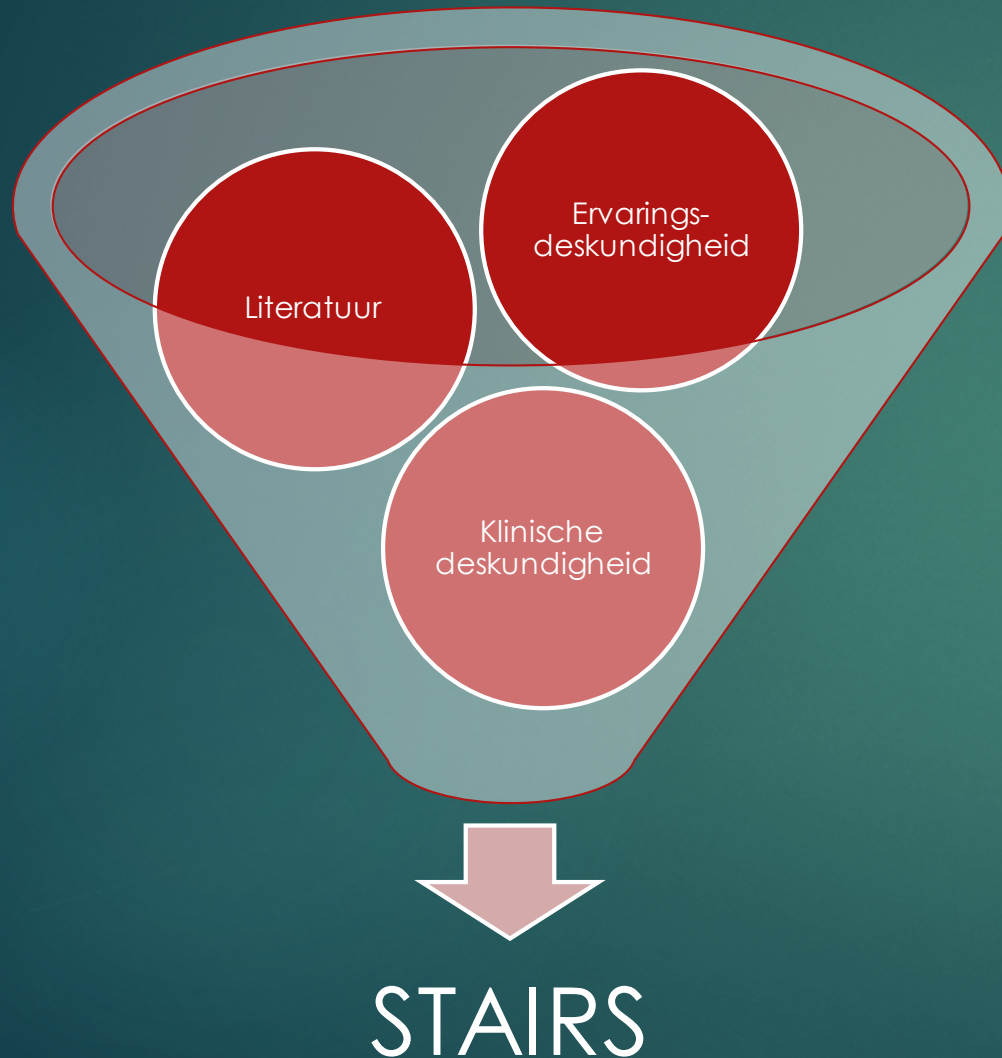 Ervarings-
deskundigheid
Literatuur
Klinische
deskundigheid
STAIRS